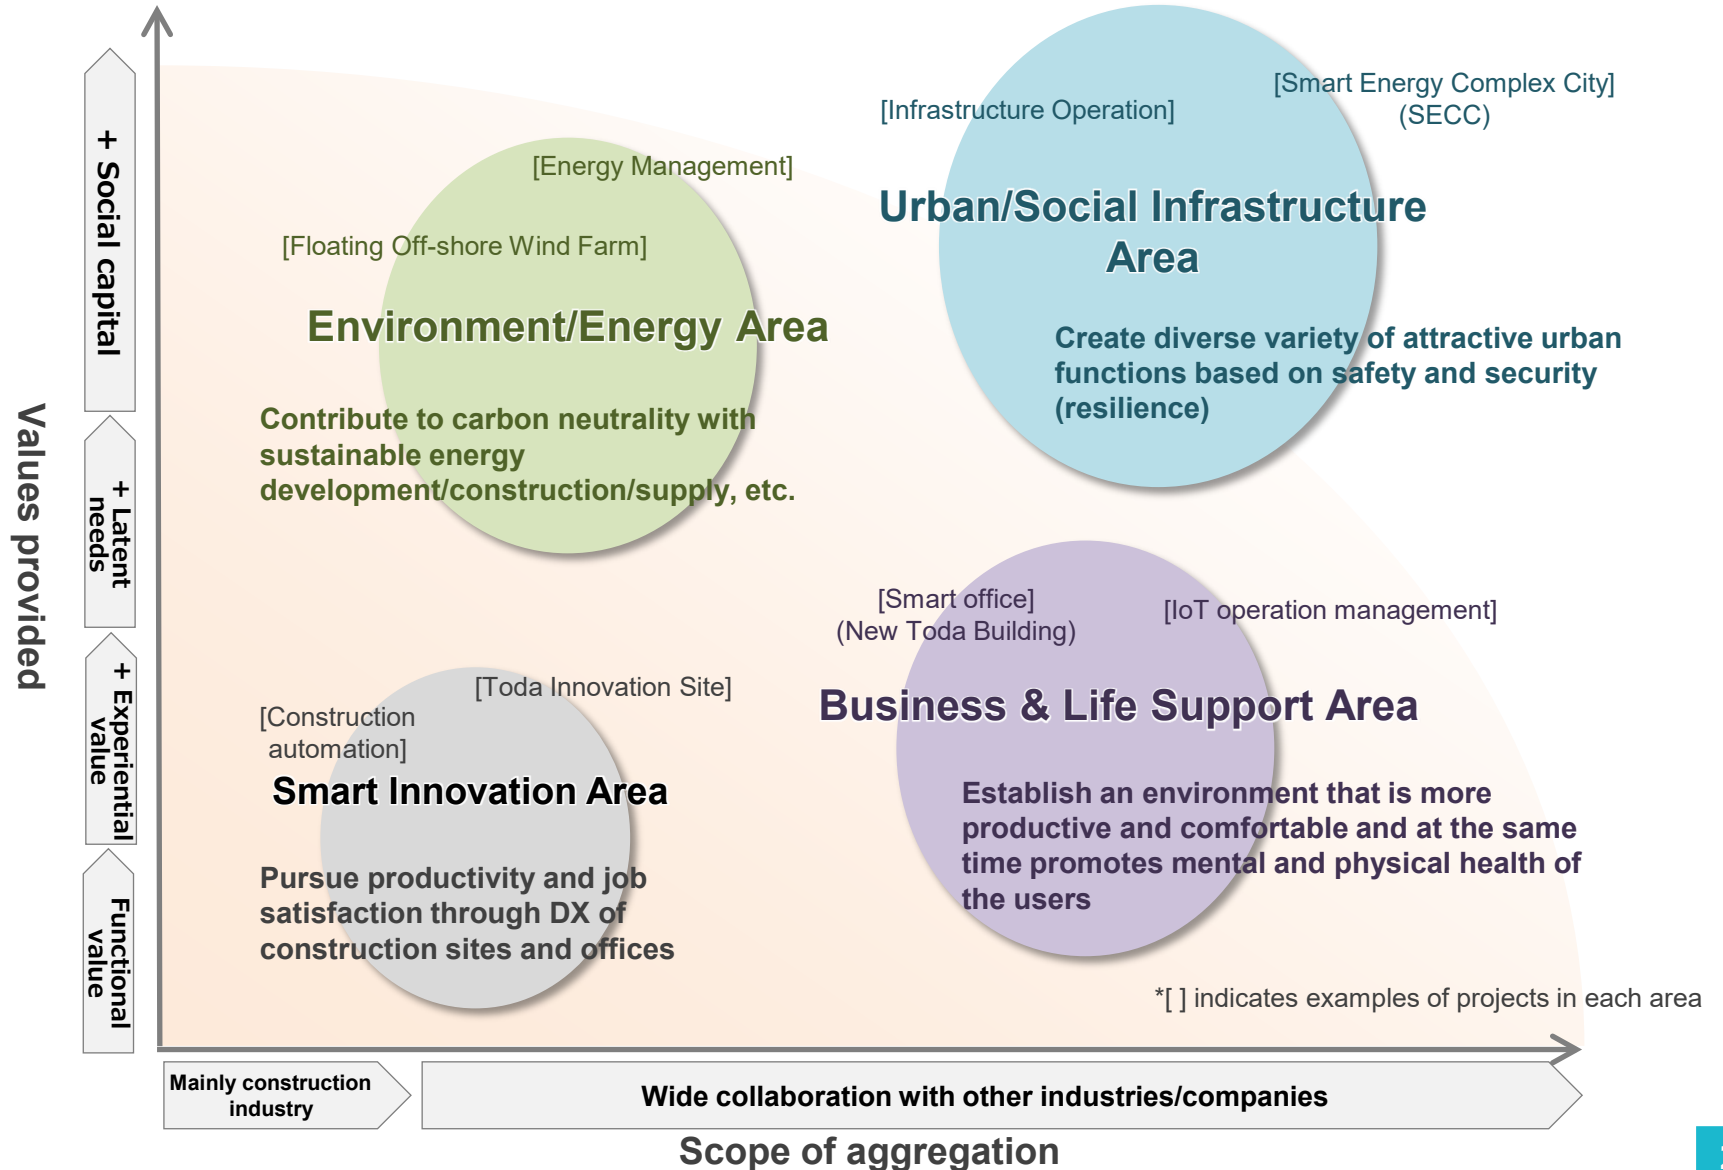 [Smart Energy Complex City]
(SECC)
[Infrastructure Operation]
[Energy Management]
Urban/Social Infrastructure
Area
[Floating Off-shore Wind Farm]
Environment/Energy Area
Create diverse variety of attractive urban
functions based on safety and security
(resilience)
Contribute to carbon neutrality with
sustainable energy
development/construction/supply, etc.
[Smart office]
(New Toda Building)
[IoT operation management]
[Toda Innovation Site]
[Construction
automation]
Business & Life Support Area
Smart Innovation Area
Establish an environment that is more
productive and comfortable and at the same
time promotes mental and physical health of
the users
Pursue productivity and job
satisfaction through DX of
construction sites and offices
*[ ] indicates examples of projects in each area
Values provided
+ Social capital
+ Latent
needs
+ Experiential
value
Functional
value
Mainly construction
industry
Wide collaboration with other industries/companies
Scope of aggregation